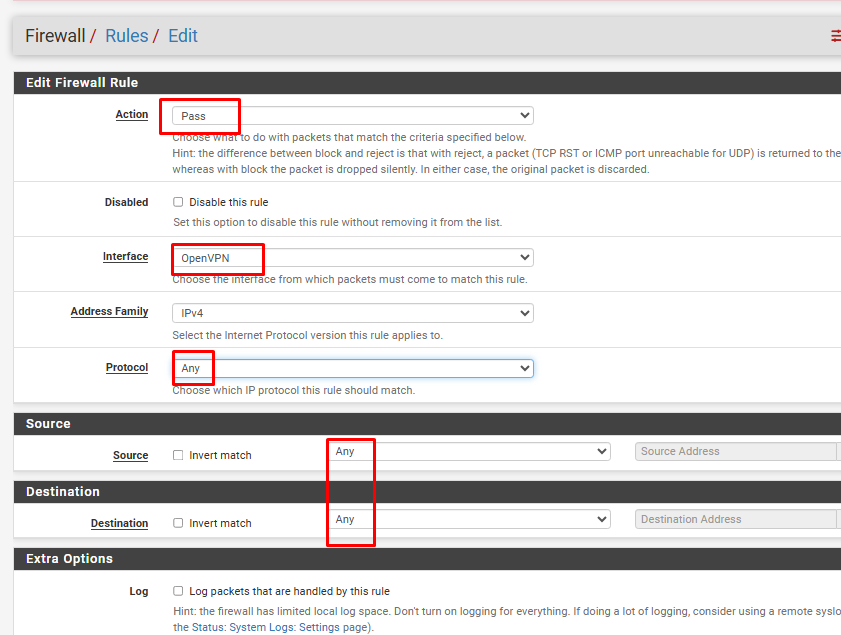 Firewall / Rules / Edit
Edit Firewall Rule
Action
Pass
Choose what to do with packets that match the criteria specified below.
Hint: the difference between block and reject is that with reject, a packet (TCP RST or ICMP port unreachable for UDP) is returned to the
whereas with block the packet is dropped silently. In either case, the original packet is discarded.
Disabled
Disable this rule
Set this option to disable this rule without removing it from the list.
Interface
OpenVPN
Choose the interface from which packets must come to match this rule.
Address Family
IPv4
Select the Internet Protocol version this rule applies to.
Protocol
Any
Choose which IP protocol this rule should match.
Source
Source
Invert match
Any
Source Address
Destination
Destination
Invert match
Any
Destination Address
Extra Options
Log
Log packets that are handled by this rule
Hint: the firewall has limited local log space. Don't turn on logging for everything. If doing a lot of logging, consider using a remote syslo
the Status: System Logs: Settings page).